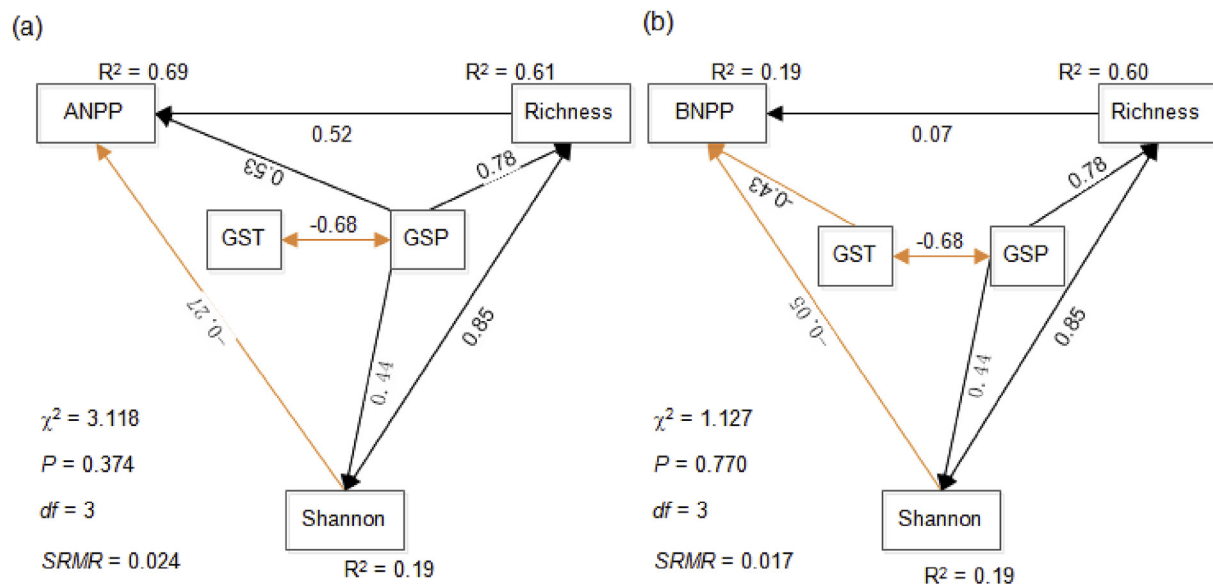 (a)
R² = 0.69
R² = 0.61
ANPP
Richness
0.52
0.53
0.78
GST
-0.68
GSP
-0.27
0.44
0.85
χ² = 3.118
P = 0.374
df = 3
SRMR = 0.024
Shannon
R² = 0.19
(b)
R² = 0.19
R² = 0.60
BNPP
Richness
0.07
-0.43
0.78
GST
-0.68
GSP
-0.05
0.44
0.85
χ² = 1.127
P = 0.770
df = 3
SRMR = 0.017
Shannon
R² = 0.19